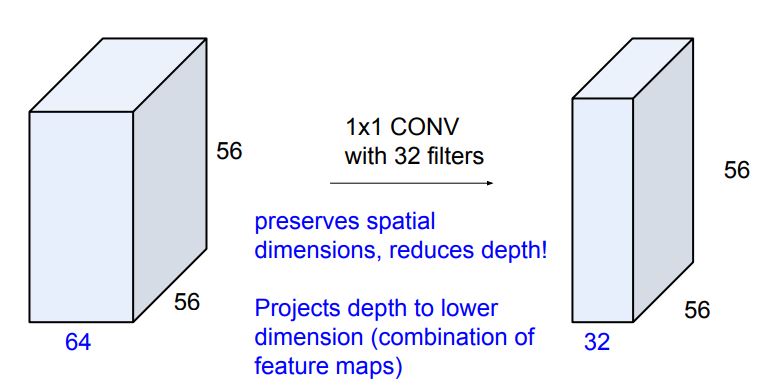 56
56
64
1x1 CONV
with 32 filters
preserves spatial
dimensions, reduces depth!
Projects depth to lower
dimension (combination of
feature maps)
56
56
32